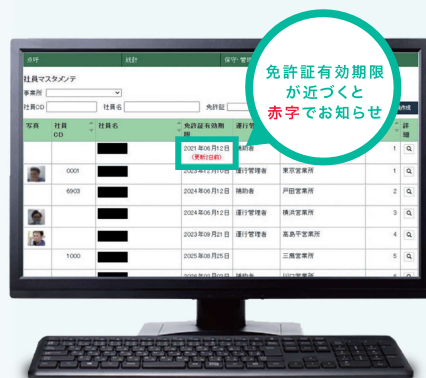 免許証有効期限
が近づくと
赤字でお知らせ
点呼 統計 保守・管理
社員マスタメンテ
事業所
社員CD 社員名 免許証
写真 社員CD 社員名 免許証有効期限 詳細
2021年06月12日 補助者 1
(更新2日前)
0001 2023年12月10日 運行管理者 東京営業所 1
6903 2024年06月12日 補助者 戸田営業所 2
2024年06月12日 運行管理者 横浜営業所 3
2023年09月21日 運行管理者 高島平営業所 4
1000 2025年08月25日 三鷹営業所 5